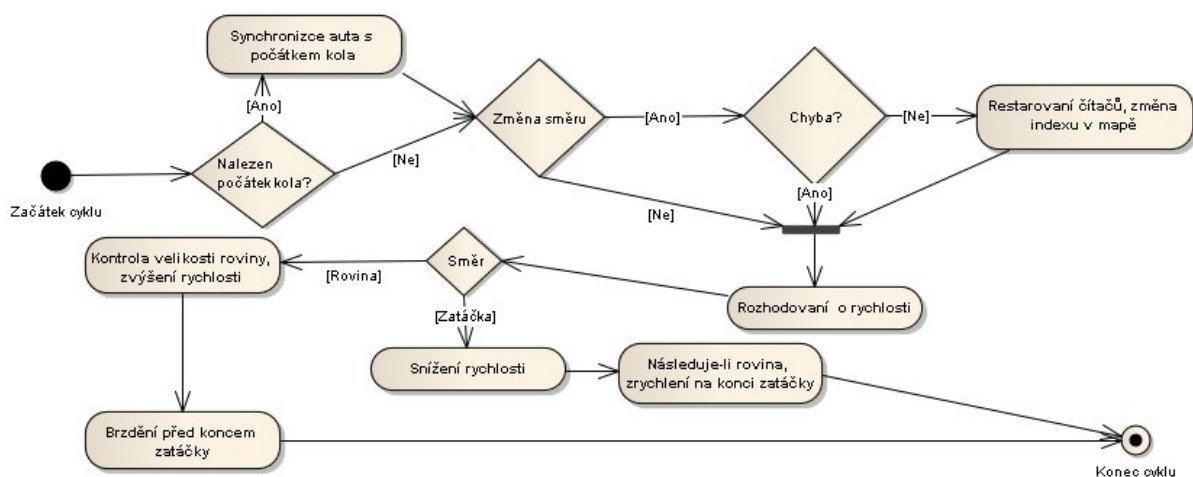 Synchronizce auta s
počátkem kola
[Ano]
Nalezen
počátek kola?
[Ne]
Začátek cyklu
Změna směru
[Ano]
Chyba?
[Ne]
Restarovaní čítačů, změna
indexu v mapě
[Ano]
[Ne]
Rozhodovaní o rychlosti
Směr
[Rovina]
Kontrola velikosti roviny,
zvýšení rychlosti
[Zatáčka]
Snížení rychlosti
Následuje-li rovina,
zrychlení na konci zatáčky
Brzdění před koncem
zatáčky
Konec cyklu